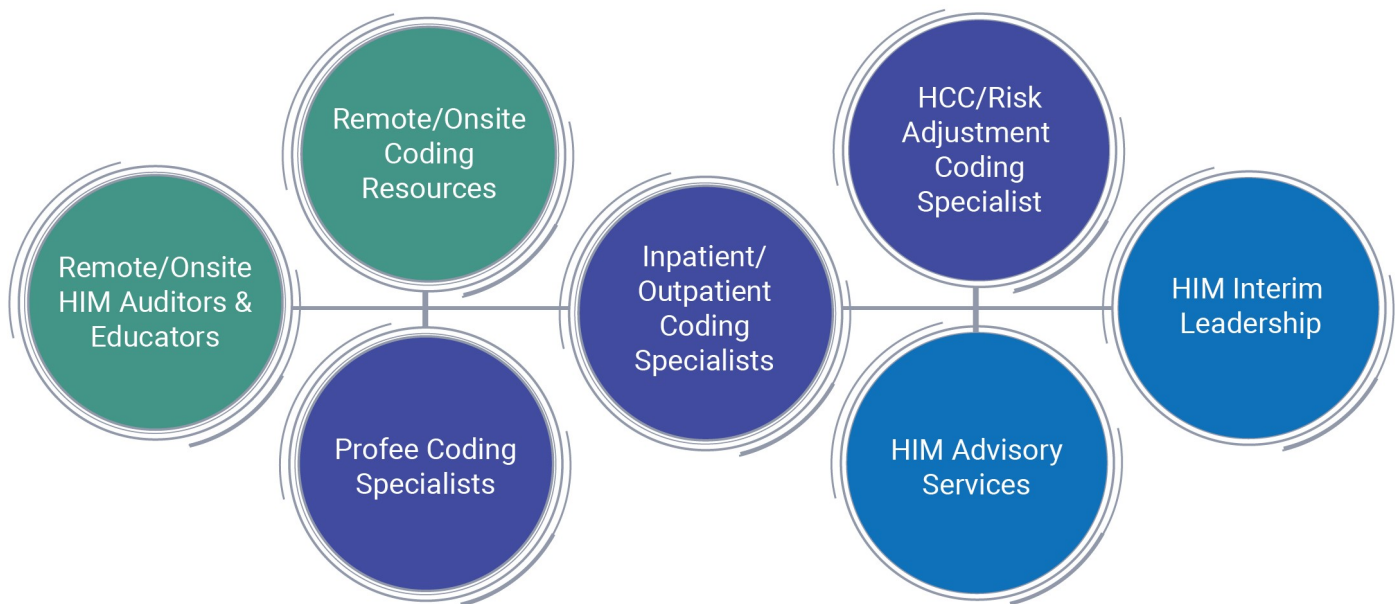 Remote/Onsite
HIM Auditors &
Educators
Remote/Onsite
Coding
Resources
Profee Coding
Specialists
Inpatient/
Outpatient
Coding
Specialists
HCC/Risk
Adjustment
Coding
Specialist
HIM Advisory
Services
HIM Interim
Leadership